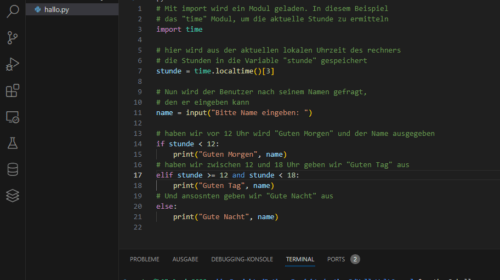 hallo.py
1 # Mit import wird ein Modul geladen. In diesem Beispiel
2 # das "time" Modul, um die aktuelle Stunde zu ermitteln
3 import time
4
5
6 # hier wird aus der aktuellen lokalen Uhrzeit des rechners
7 # die Stunden in die Variable "stunde" gespeichert
7 stunde = time.localtime()[3]
8
9 # Nun wird der Benutzer nach seinem Namen gefragt,
10 # den er eingeben kann
11 name = input("Bitte Name eingeben: ")
12
13 # haben wir vor 12 Uhr wird "Guten Morgen" und der Name ausgegeben
14 if stunde < 12:
15 print("Guten Morgen", name)
16 # haben wir zwischen 12 und 18 Uhr geben wir "Guten Tag" aus
17 elif stunde >= 12 and stunde < 18:
18 print("Guten Tag", name)
19 # Und ansosnten geben wir "Gute Nacht" aus
20 else:
21 print("Gute Nacht", name)
22
PROBLEME AUSGABE DEBUGGING-KONSOLE TERMINAL PORTS 2